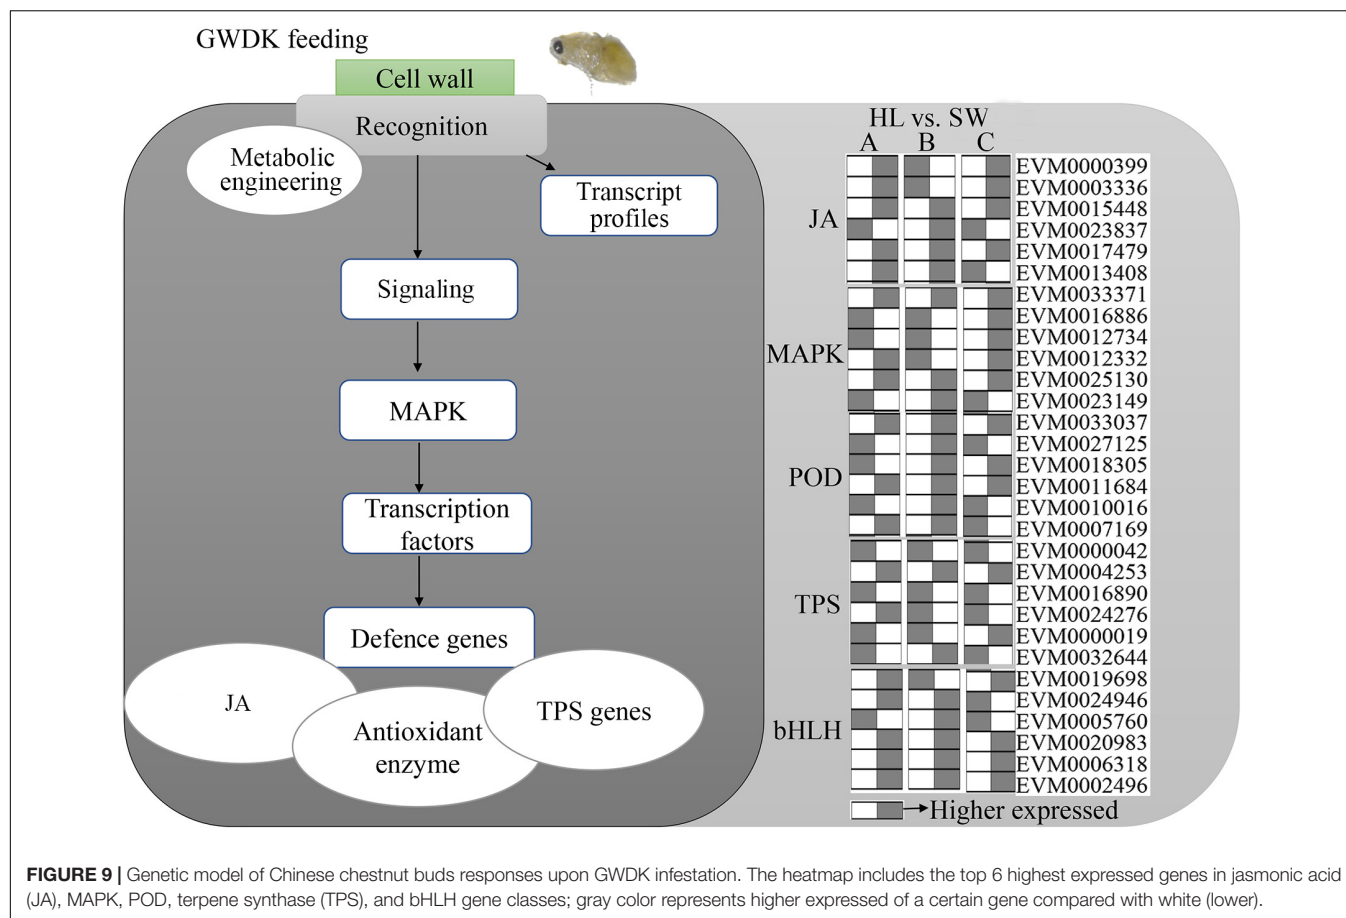 GWDK feeding
Cell wall
Recognition
Metabolic
engineering
Transcript
profiles
Signaling
MAPK
Transcription
factors
Defence genes
JA
Antioxidant
enzyme
TPS genes
HL vs. SW
A B C
JA
EVM0000399
EVM0003336
EVM0015448
EVM0023837
EVM0017479
EVM0013408
MAPK
EVM0033371
EVM0016886
EVM0012734
EVM0012332
EVM0025130
EVM0023149
POD
EVM0033037
EVM0027125
EVM0018305
EVM0011684
EVM0010016
EVM0007169
TPS
EVM0000042
EVM0004253
EVM0016890
EVM0024276
EVM0000019
EVM0032644
bHLH
EVM0019698
EVM0024946
EVM0005760
EVM0020983
EVM0006318
EVM0002496
Higher expressed
FIGURE 9 | Genetic model of Chinese chestnut buds responses upon GWDK infestation. The heatmap includes the top 6 highest expressed genes in jasmonic acid
(JA), MAPK, POD, terpene synthase (TPS), and bHLH gene classes; gray color represents higher expressed of a certain gene compared with white (lower).